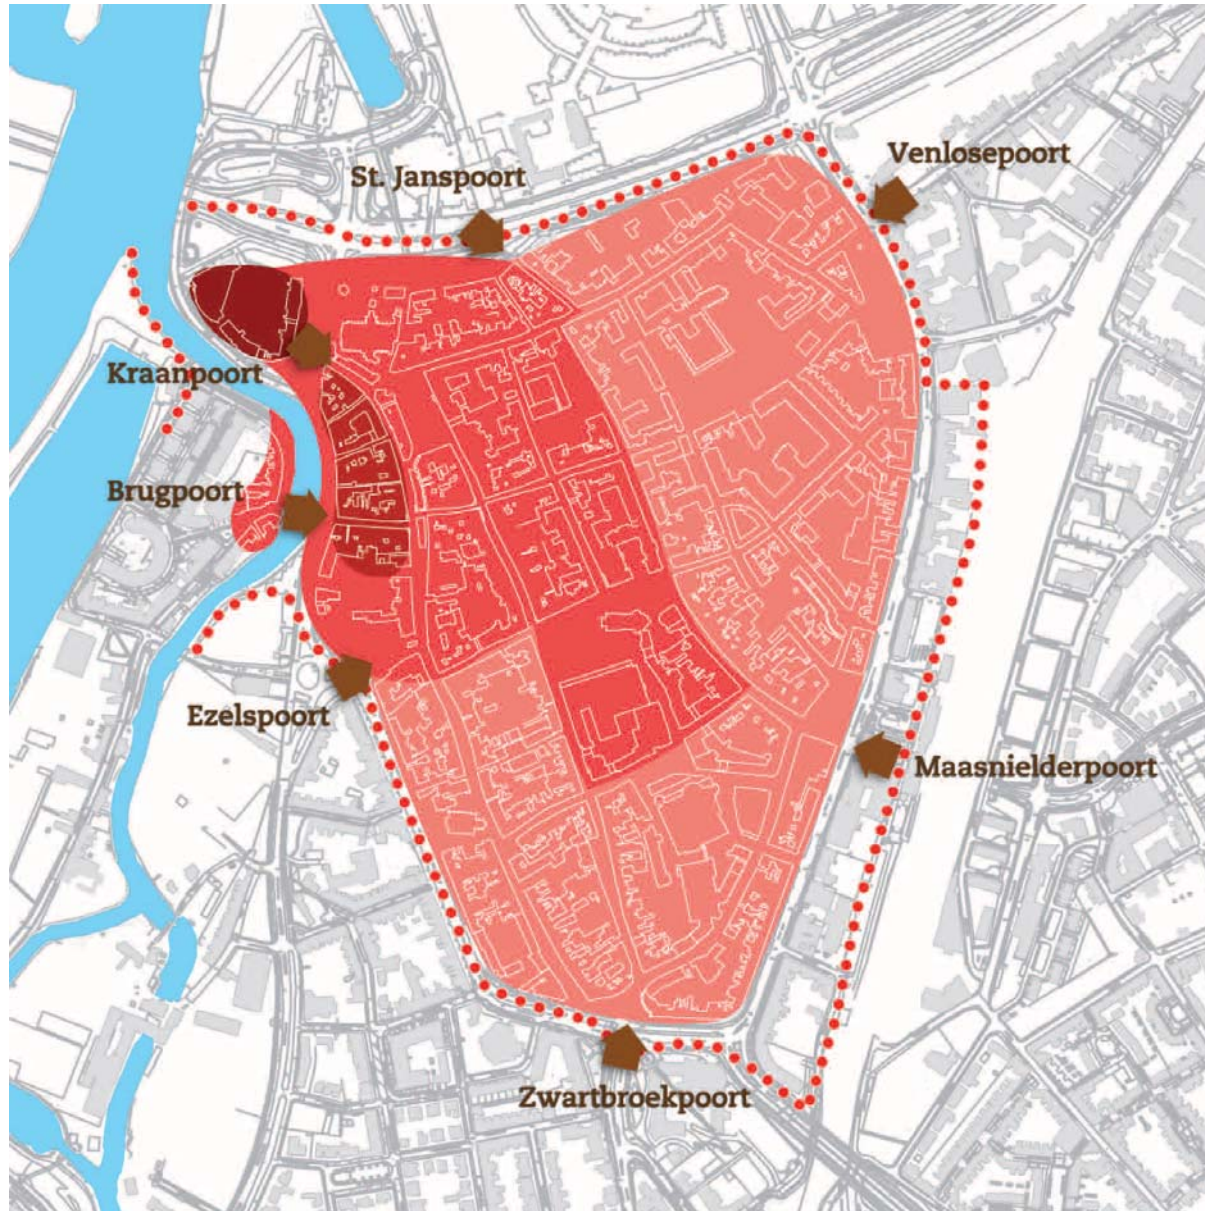 Venlosepoort
St. Janspoort
Kraanpoort
Brugpoort
Ezelspoort
Maasnielderpoort
Zwartbroekpoort